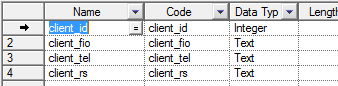 Name Code Data Typ Length
client_id = client_id Integer
2 client_fio client_fio Text
3 client_tel client_tel Text
4 client_rs client_rs Text